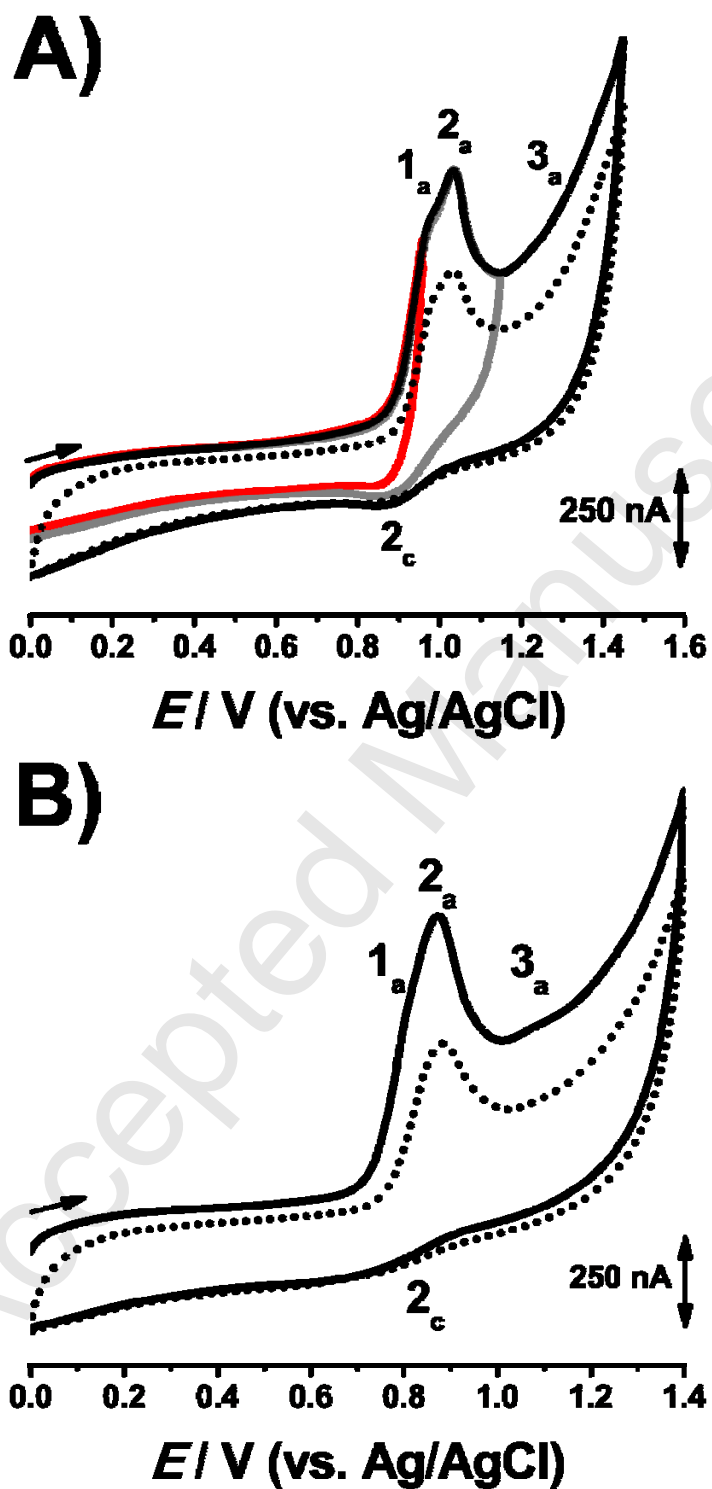 A)
1a 2a 3a
250 nA
2c
0.0 0.2 0.4 0.6 0.8 1.0 1.2 1.4 1.6
E / V (vs. Ag/AgCl)
B)
2a
1a 3a
250 nA
2c
0.0 0.2 0.4 0.6 0.8 1.0 1.2 1.4
E / V (vs. Ag/AgCl)
Accepted Manus